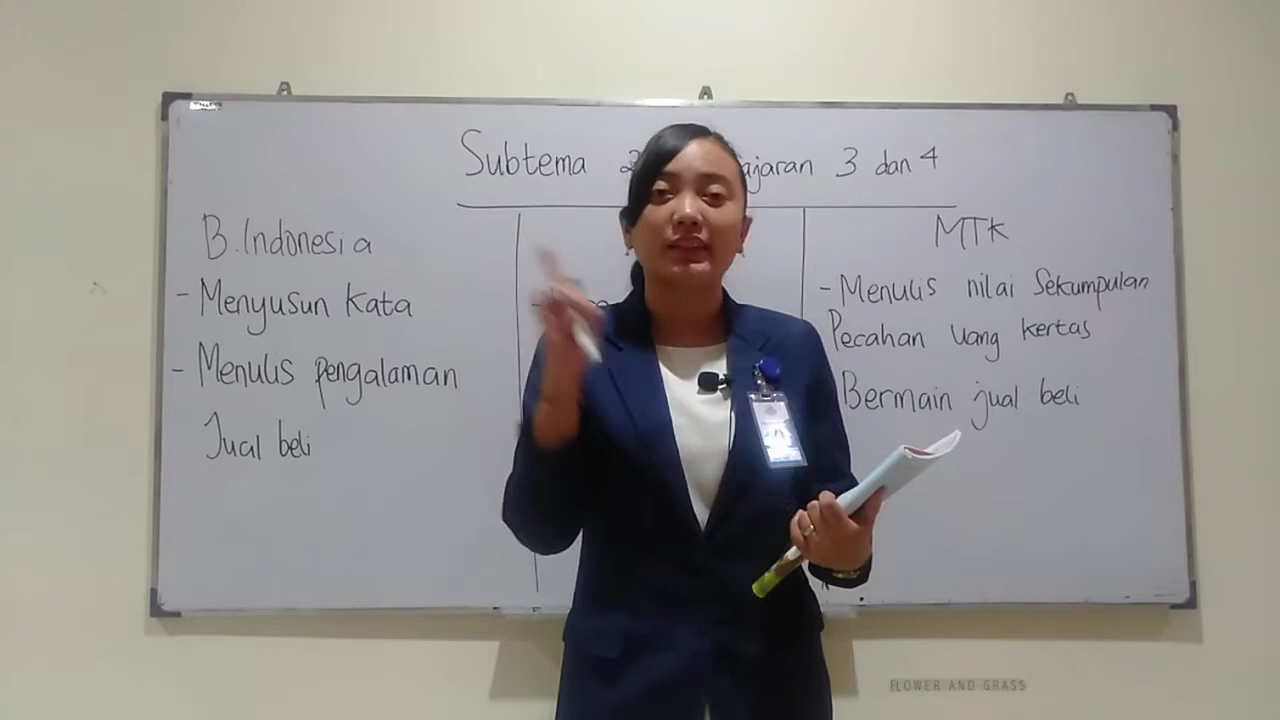 Subtema 2 ajaran 3 dan 4
B. Indonesia
- Menyusun Kata
- Menulis pengalaman
Jual beli
MTK
- Menulis nilai Sekumpulan
Pecahan Uang kertas
Bermain jual beli
FLOWER AND GRASS